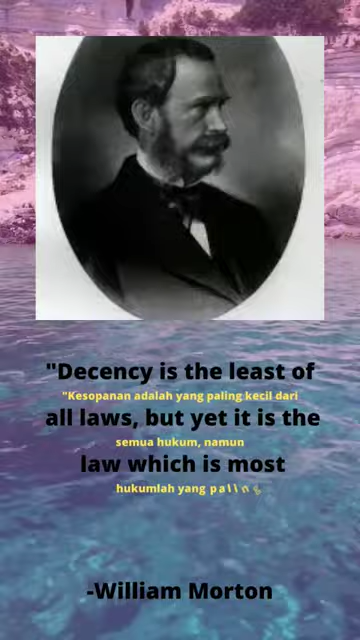 "Decency is the least of
"Kesopanan adalah yang paling kecil dari
all laws, but yet it is the
semua hukum, namun
law which is most
hukumlah yang paling
-William Morton